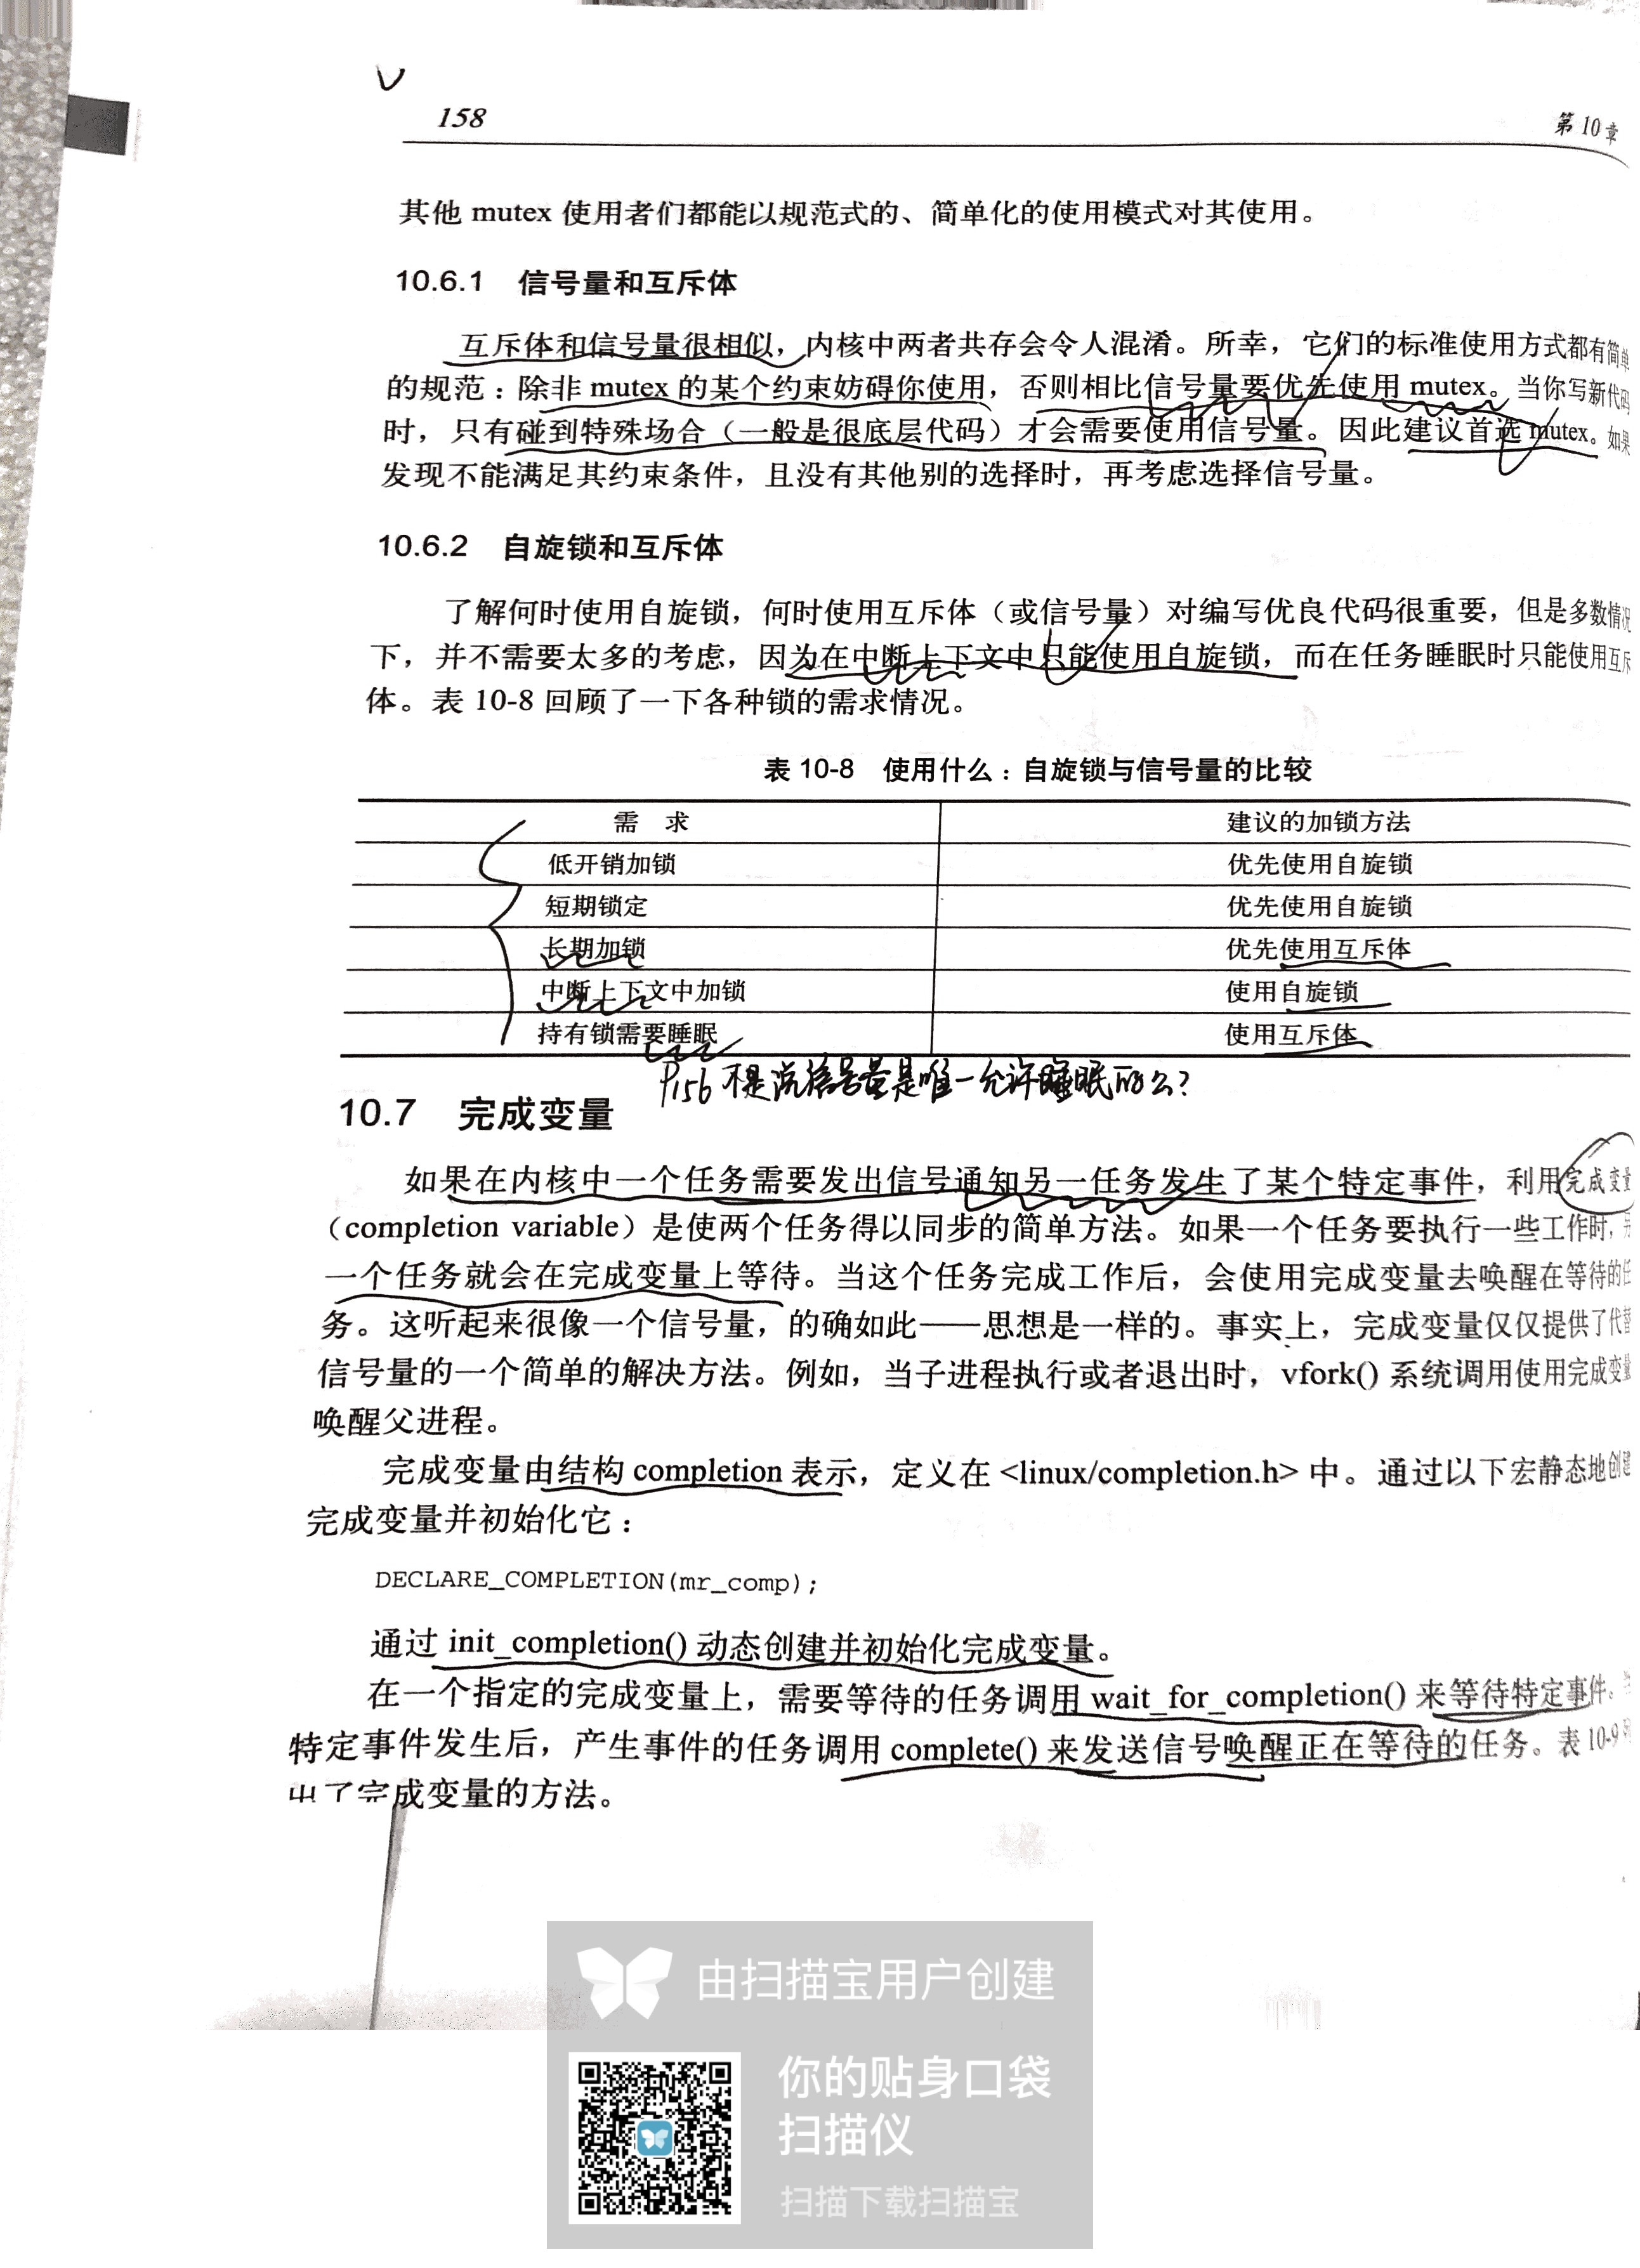 158
第10章
其他 mutex 使用者们都能以规范式的、简单化的使用模式对其使用。
10.6.1 信号量和互斥体
互斥体和信号量很相似，内核中两者共存会令人混淆。所幸，它们的标准使用方式都有简单
的规范：除非 mutex 的某个约束妨碍你使用，否则相比信号量要优先使用 mutex。当你写新代码
时，只有碰到特殊场合（一般是很底层代码）才会需要使用信号量。因此建议首选 mutex。如果
发现不能满足其约束条件，且没有其他别的选择时，再考虑选择信号量。
10.6.2 自旋锁和互斥体
了解何时使用自旋锁，何时使用互斥体（或信号量）对编写优良代码很重要，但是多数情况
下，并不需要太多的考虑，因为在中断上下文中只能使用自旋锁，而在任务睡眠时只能使用互斥
体。表 10-8 回顾了一下各种锁的需求情况。
表 10-8 使用什么：自旋锁与信号量的比较
需 求 建议的加锁方法
低开销加锁 优先使用自旋锁
短期锁定 优先使用自旋锁
长期加锁 优先使用互斥体
中断上下文中加锁 使用自旋锁
持有锁需要睡眠 使用互斥体
P156 不是说信号量是唯一允许睡眠的么？
10.7 完成变量
如果在内核中一个任务需要发出信号通知另一任务发生了某个特定事件，利用完成变量
（completion variable）是使两个任务得以同步的简单方法。如果一个任务要执行一些工作时，
一个任务就会在完成变量上等待。当这个任务完成工作后，会使用完成变量去唤醒在等待的任
务。这听起来很像一个信号量，的确如此——思想是一样的。事实上，完成变量仅仅提供了代替
信号量的一个简单的解决方法。例如，当子进程执行或者退出时，vfork() 系统调用使用完成变量
唤醒父进程。
完成变量由结构 completion 表示，定义在 <linux/completion.h> 中。通过以下宏静态地创建
完成变量并初始化它：
DECLARE_COMPLETION(mr_comp);
通过 init_completion() 动态创建并初始化完成变量。
在一个指定的完成变量上，需要等待的任务调用 wait_for_completion() 来等待特定事件。
特定事件发生后，产生事件的任务调用 complete() 来发送信号唤醒正在等待的任务。表 10-9
出了完成变量的方法。
由扫描宝用户创建
你的贴身口袋
扫描仪
扫描下载扫描宝